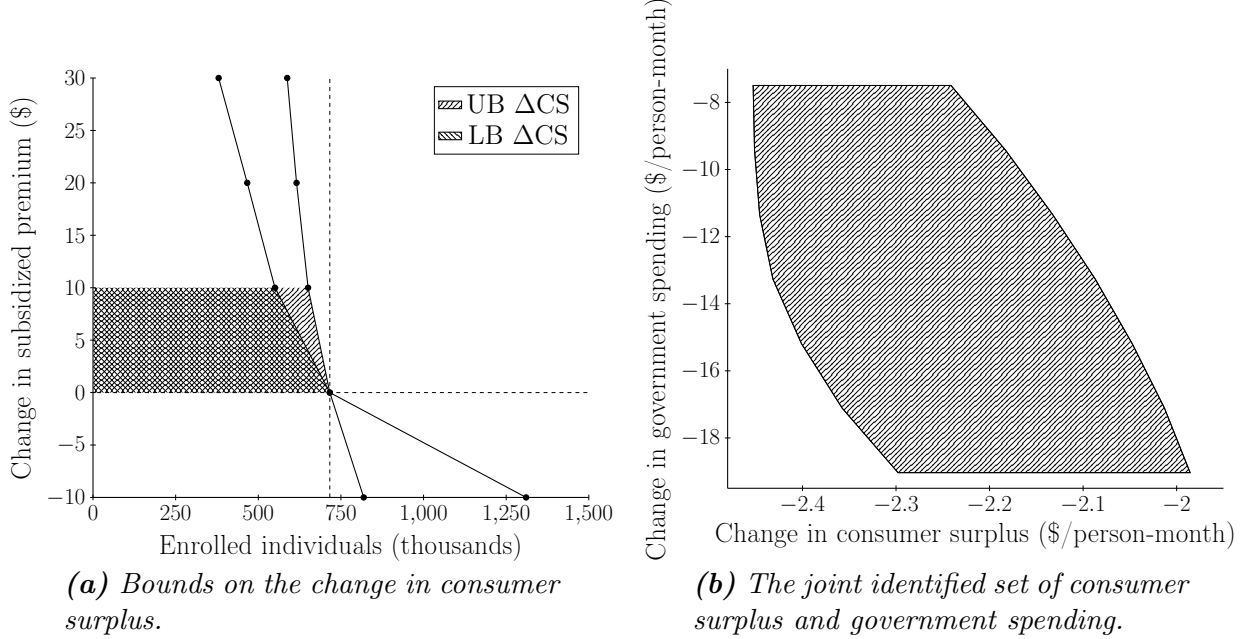 Change in subsidized premium ($)
30
20
15
10
5
0
−5
−10
0
250
500
750
1,000
1,250
1,500
UB ΔCS
LB ΔCS
Enrolled individuals (thousands)
(a) Bounds on the change in consumer
surplus.
Change in government spending ($/person-month)
−8
−10
−12
−14
−16
−18
−2.4
−2.3
−2.2
−2.1
−2
Change in consumer surplus ($/person-month)
(b) The joint identified set of consumer
surplus and government spending.